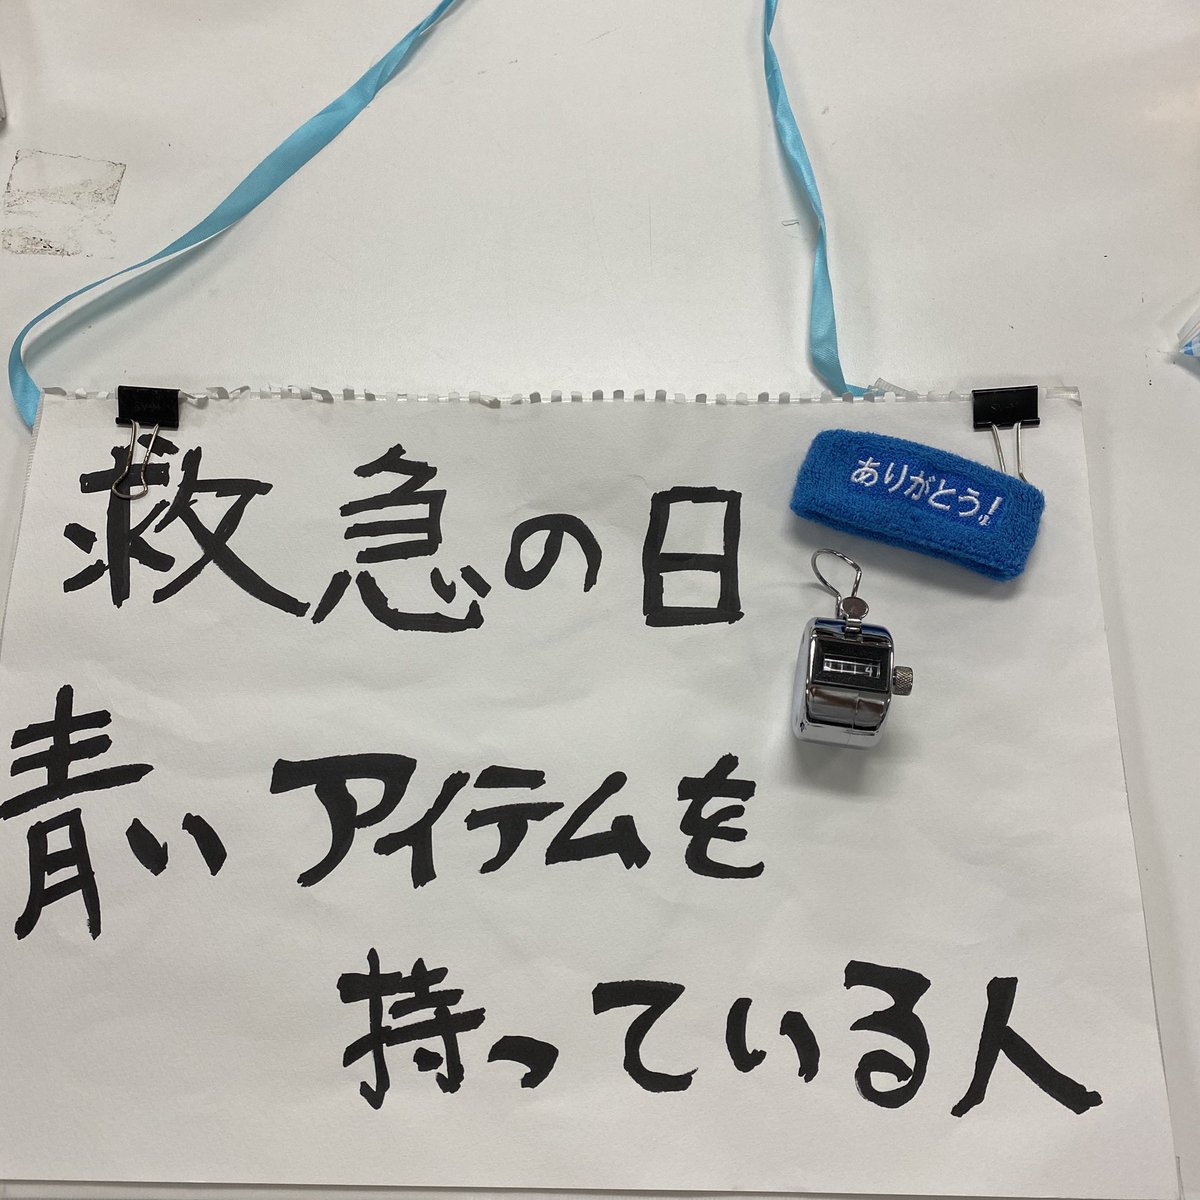 救急の日
ありがとう!
4
青いアイテムを
持っている人